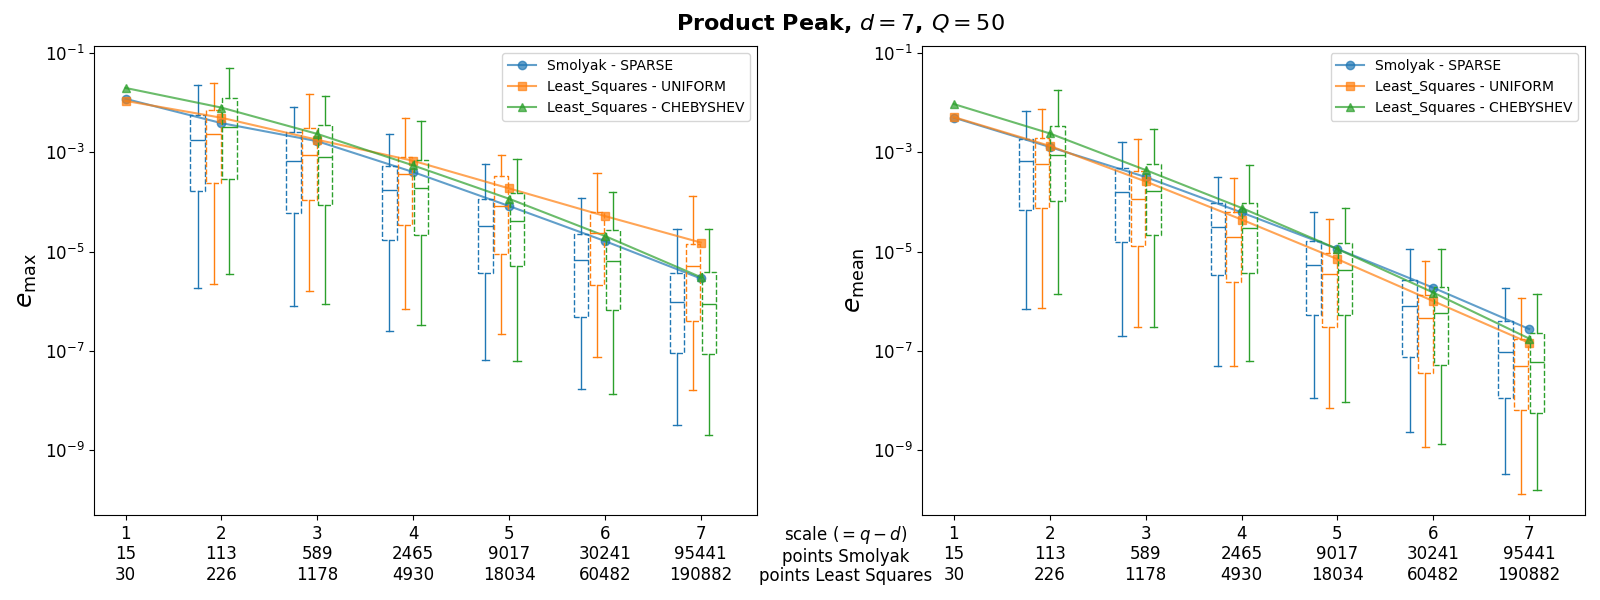 Product Peak, d = 7, Q = 50
10⁻¹
10⁻³
10⁻⁵
10⁻⁷
10⁻⁹
e_max
Smolyak - SPARSE
Least_Squares - UNIFORM
Least_Squares - CHEBYSHEV
1 2 3 4 5 6 7
15 113 589 2465 9017 30241 95441
30 226 1178 4930 18034 60482 190882
scale (= q − d)
points Smolyak
points Least Squares
10⁻¹
10⁻³
10⁻⁵
10⁻⁷
10⁻⁹
e_mean
Smolyak - SPARSE
Least_Squares - UNIFORM
Least_Squares - CHEBYSHEV
1 2 3 4 5 6 7
15 113 589 2465 9017 30241 95441
30 226 1178 4930 18034 60482 190882